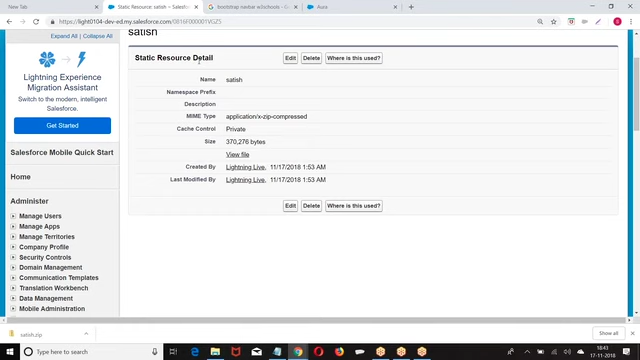 New Tab
Static Resource: satish ~ Salesfo
bootstrap navbar w3schools - G
Aura
https://light0104-dev-ed.my.salesforce.com/0816F000001VGZ5
Expand All | Collapse All
Lightning Experience
Migration Assistant
Switch to the modern, intelligent
Salesforce.
Get Started
Salesforce Mobile Quick Start
Home
Administer
Manage Users
Manage Apps
Manage Territories
Company Profile
Security Controls
Domain Management
Communication Templates
Translation Workbench
Data Management
Mobile Administration
satish
Static Resource Detail
Edit
Delete
Where is this used?
Name satish
Namespace Prefix
Description
MIME Type application/x-zip-compressed
Cache Control Private
Size 370,276 bytes
View file
Created By Lightning Live, 11/17/2018 1:53 AM
Last Modified By Lightning Live, 11/17/2018 1:53 AM
Edit
Delete
Where is this used?
satish.zip
Show all
Type here to search
18:43
17-11-2018